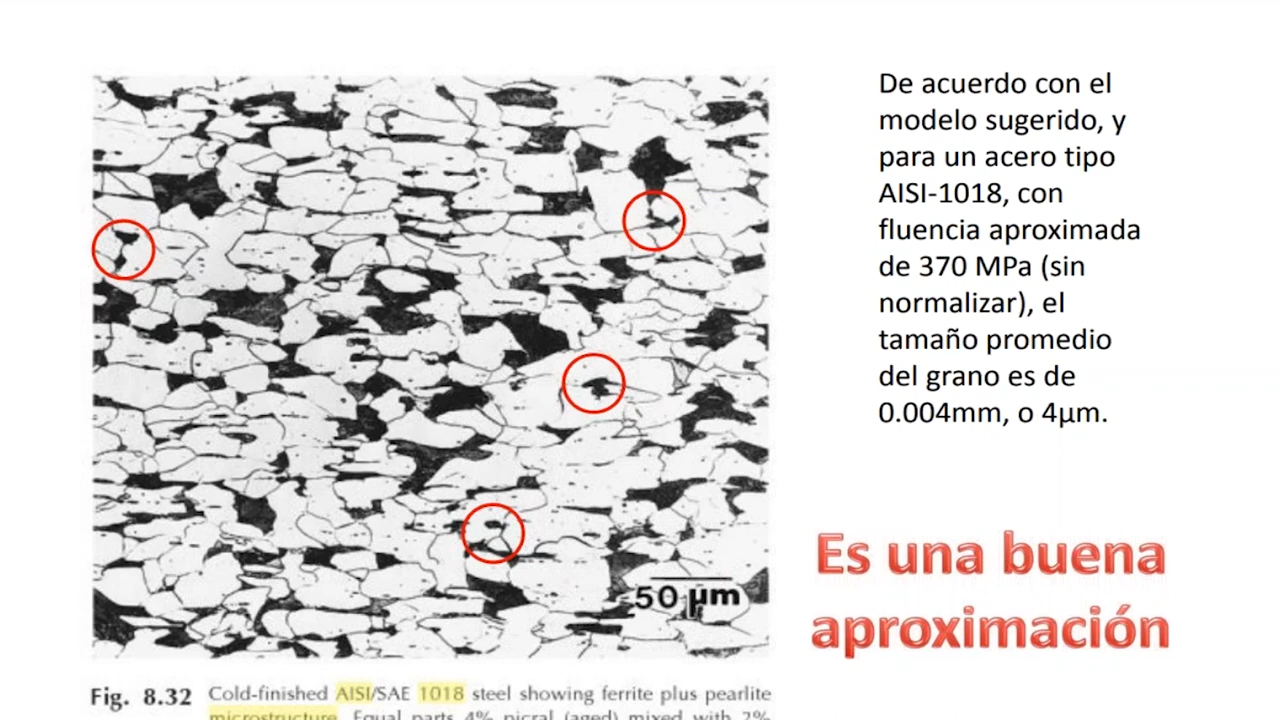 De acuerdo con el
modelo sugerido, y
para un acero tipo
AISI-1018, con
fluencia aproximada
de 370 MPa (sin
normalizar), el
tamaño promedio
del grano es de
0.004mm, o 4µm.
Es una buena
aproximación
50 µm
Fig. 8.32 Cold-finished AISI/SAE 1018 steel showing ferrite plus pearlite
microstructure. Equal parts 4% picral (aged) mixed with 2%